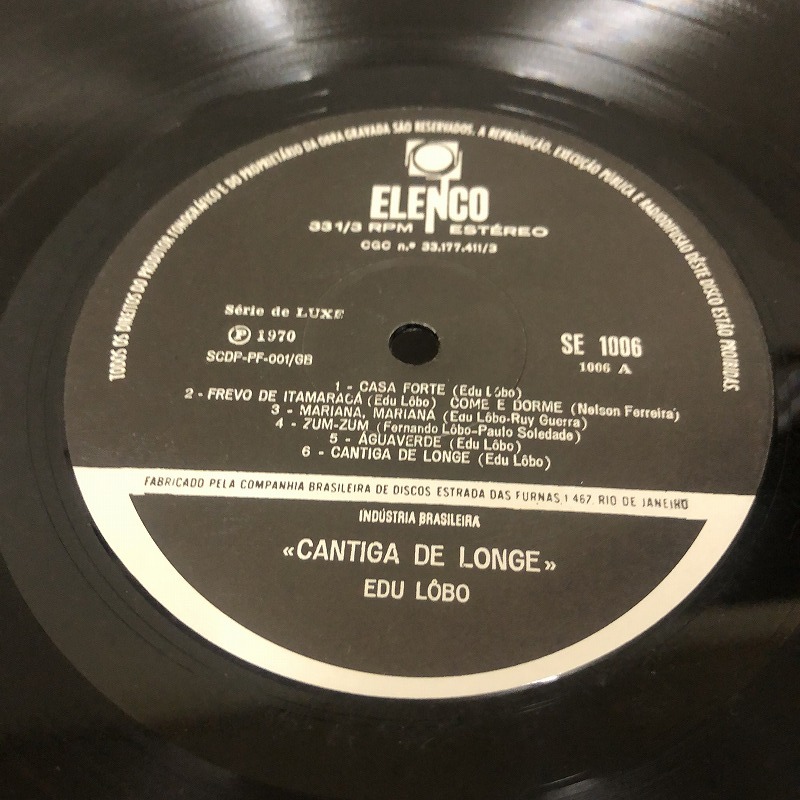 TODOS OS DIREITOS DO PRODUTOR FONOGRÁFICO E DO PROPRIETÁRIO DA OBRA GRAVADA SÃO RESERVADOS. A REPRODUÇÃO, EXECUÇÃO PÚBLICA E RADIODIFUSÃO DÊSTE DISCO ESTÃO PROIBIDAS.
ELENCO
33 1/3 RPM ESTÉREO
CGC n.º 33.177.411/3
Série de LUXE
Ⓟ 1970
SCDP-PF-001/GB
SE 1006
1006 A
1 - CASA FORTE (Edu Lôbo)
2 - FREVO DE ITAMARACÁ (Edu Lôbo) COME E DORME (Nelson Ferreira)
3 - MARIANA, MARIANA (Edu Lôbo-Ruy Guerra)
4 - ZUM-ZUM (Fernando Lôbo-Paulo Soledade)
5 - ÁGUAVERDE (Edu Lôbo)
6 - CANTIGA DE LONGE (Edu Lôbo)
FABRICADO PELA COMPANHIA BRASILEIRA DE DISCOS ESTRADA DAS FURNAS, 1 467. RIO DE JANEIRO
INDÚSTRIA BRASILEIRA
«CANTIGA DE LONGE»
EDU LÔBO